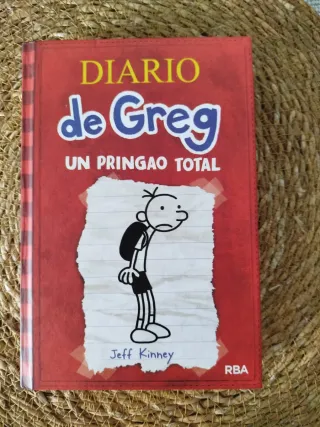 DIARIO
de Greg
UN PRINGAO TOTAL
Jeff Kinney
RBA